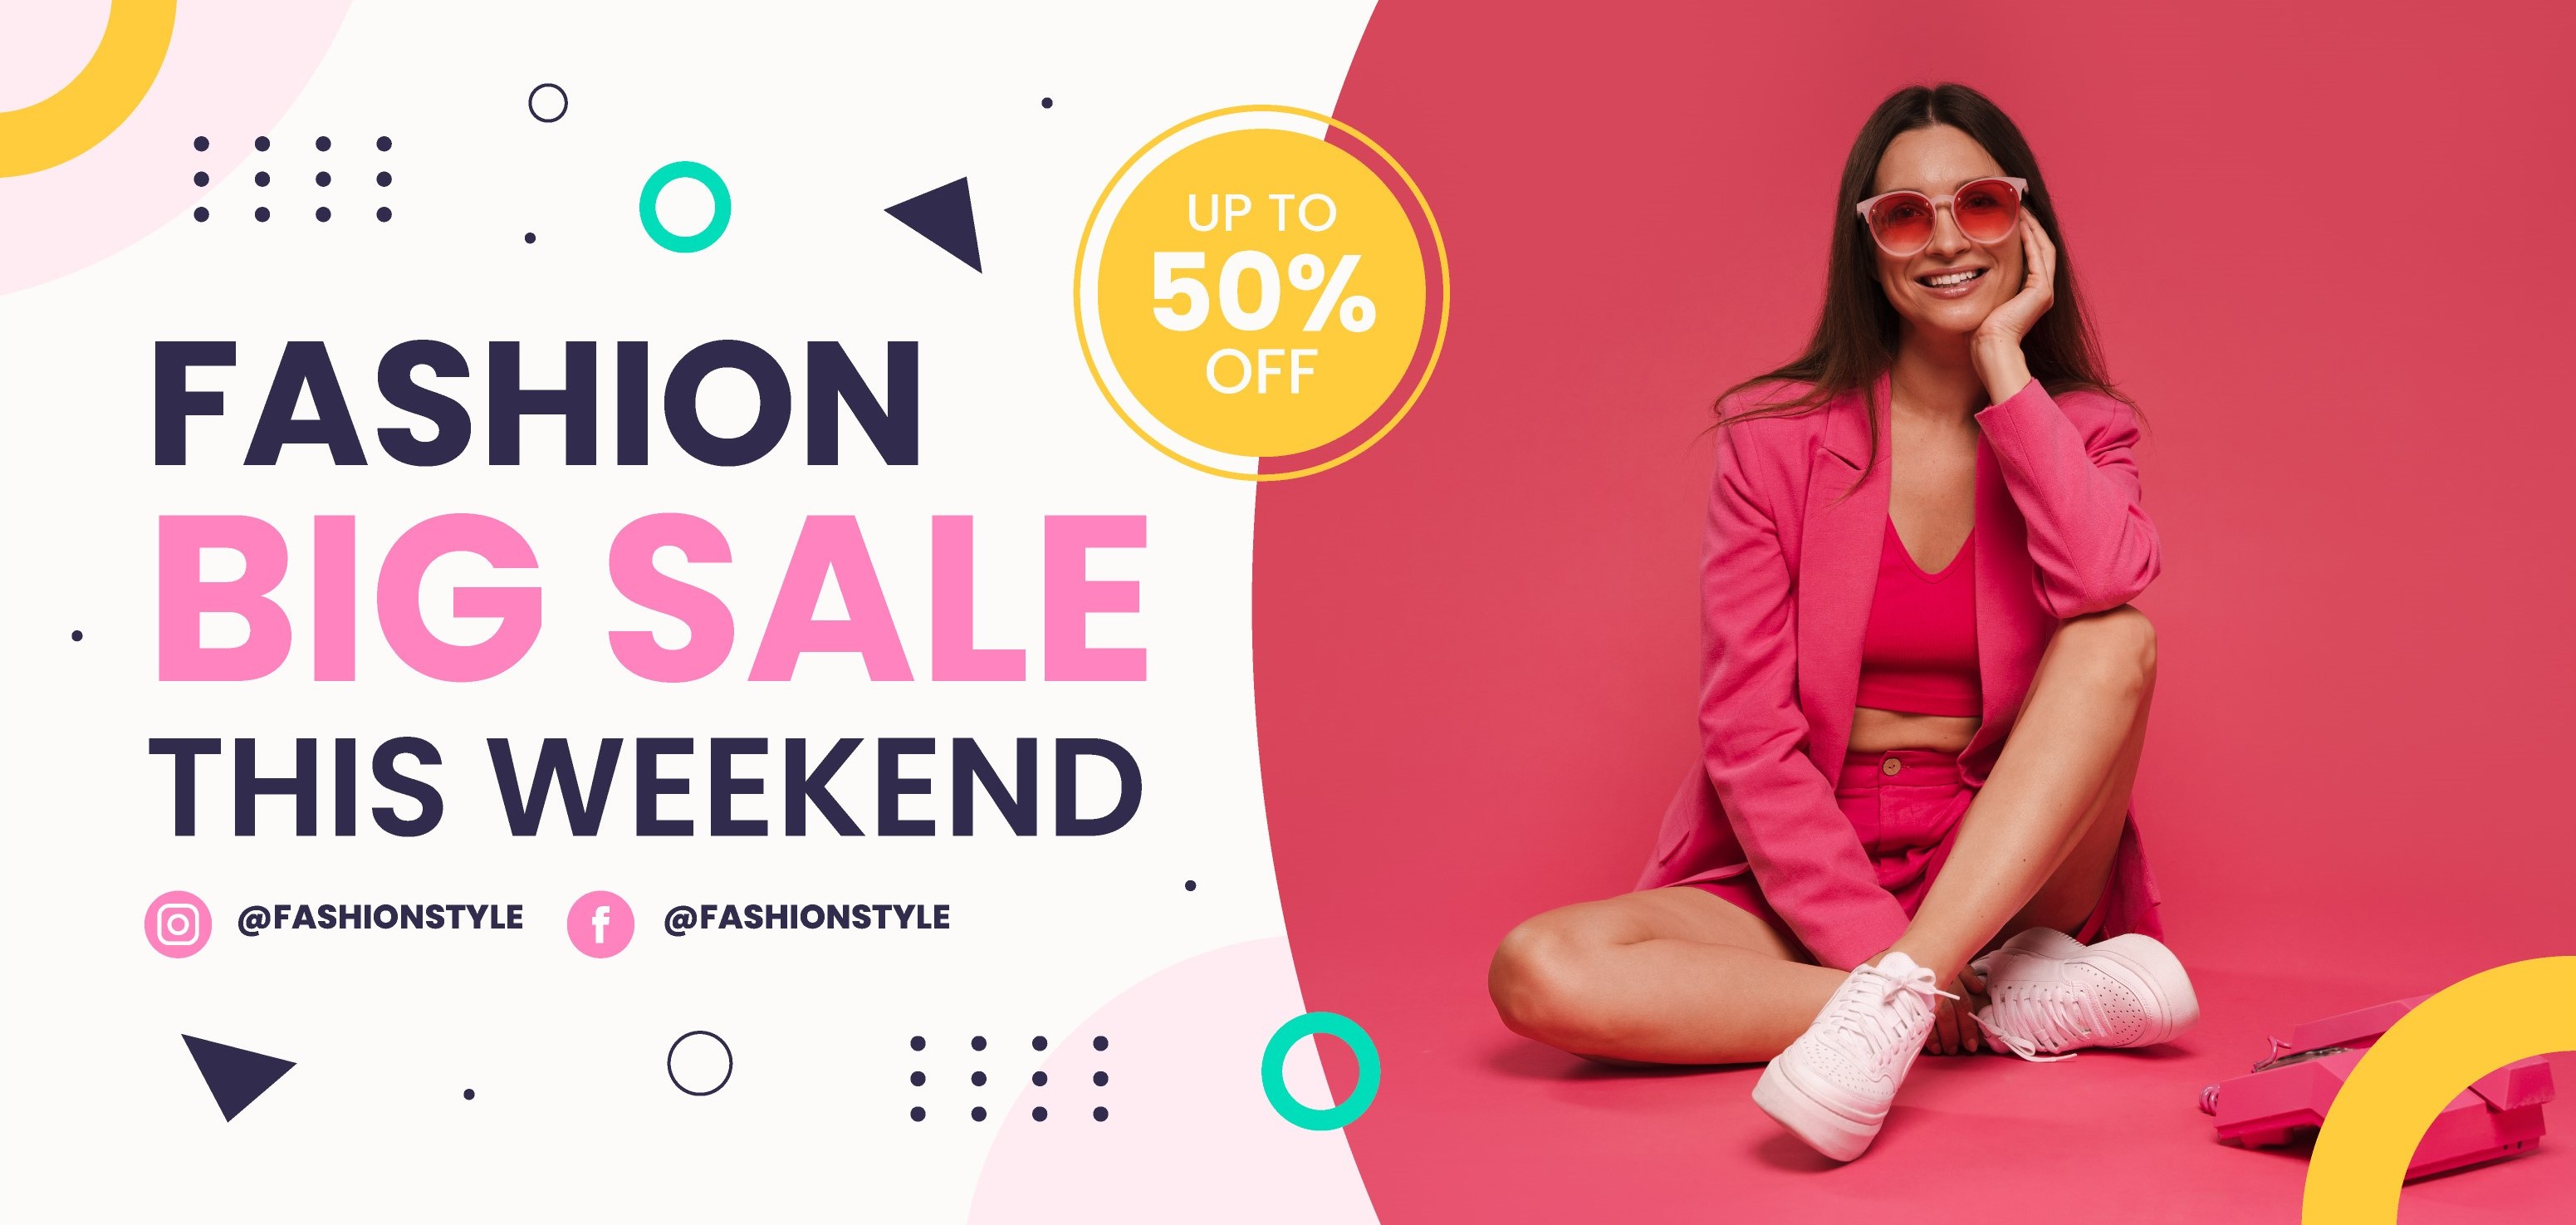 UP TO
50%
OFF
FASHION
BIG SALE
THIS WEEKEND
@FASHIONSTYLE @FASHIONSTYLE